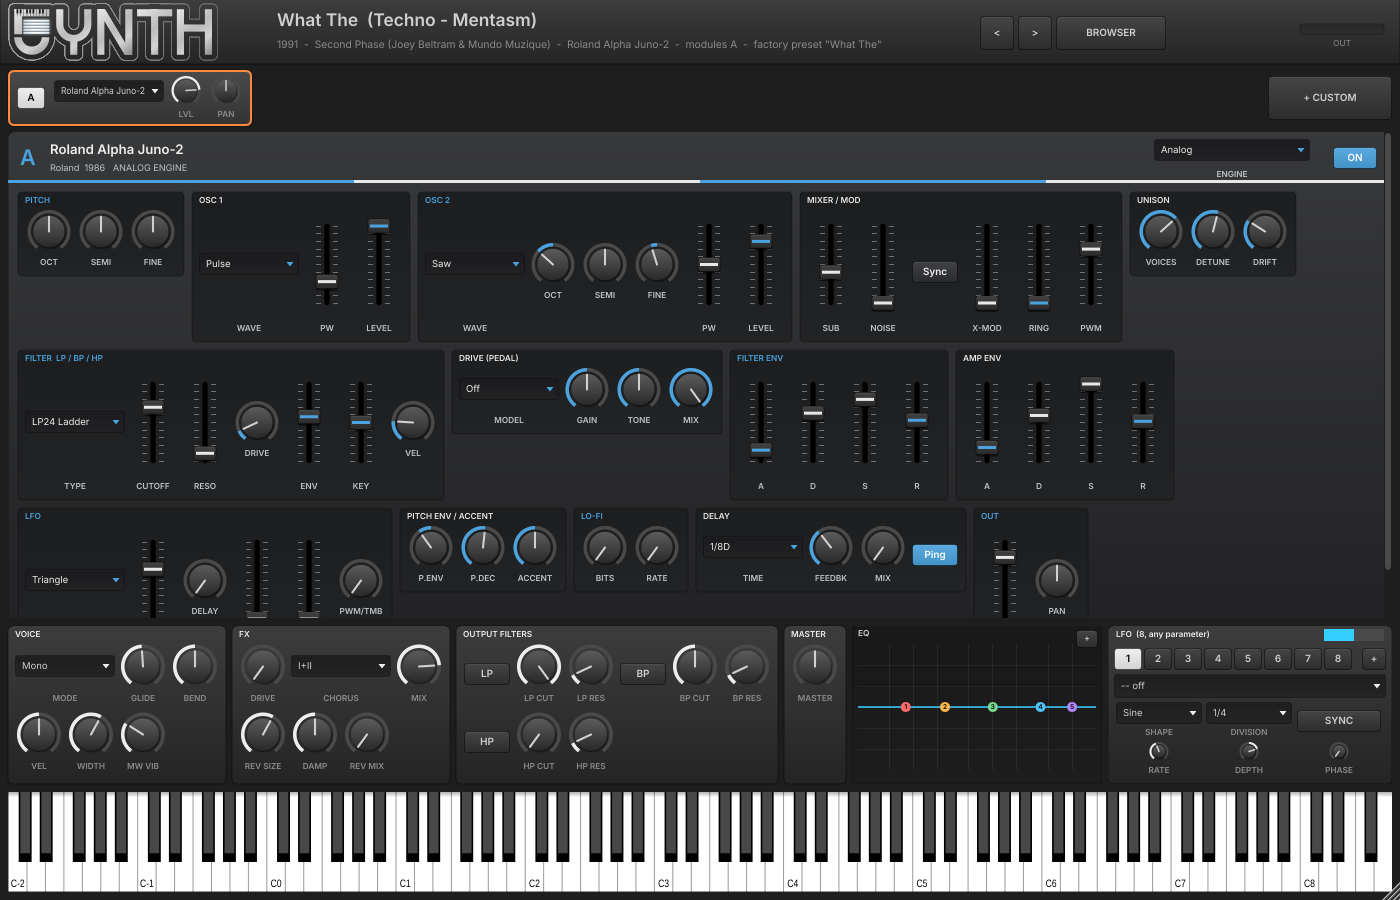 SYNTH
What The (Techno - Mentasm)
1991 - Second Phase (Joey Beltram & Mundo Muzique) - Roland Alpha Juno-2 - modules A - factory preset "What The"
< > BROWSER
OUT
A Roland Alpha Juno-2
LVL PAN
+ CUSTOM
A Roland Alpha Juno-2
Roland 1986 ANALOG ENGINE
Analog
ENGINE
ON
PITCH
OCT SEMI FINE
OSC 1
Pulse
WAVE PW LEVEL
OSC 2
Saw
OCT SEMI FINE
WAVE PW LEVEL
MIXER / MOD
Sync
SUB NOISE X-MOD RING PWM
UNISON
VOICES DETUNE DRIFT
FILTER LP / BP / HP
LP24 Ladder
DRIVE VEL
TYPE CUTOFF RESO ENV KEY
DRIVE (PEDAL)
Off
MODEL GAIN TONE MIX
FILTER ENV
A D S R
AMP ENV
A D S R
LFO
Triangle
DELAY PWM/TMB
PITCH ENV / ACCENT
P.ENV P.DEC ACCENT
LO-FI
BITS RATE
DELAY
1/8D
Ping
TIME FEEDBK MIX
OUT
PAN
VOICE
Mono
MODE GLIDE BEND
VEL WIDTH MW VIB
FX
I+II
DRIVE CHORUS MIX
REV SIZE DAMP REV MIX
OUTPUT FILTERS
LP BP
LP CUT LP RES BP CUT BP RES
HP
HP CUT HP RES
MASTER
MASTER
EQ +
1 2 3 4 5
LFO (8, any parameter)
1 2 3 4 5 6 7 8 +
-- off
Sine 1/4 SYNC
SHAPE DIVISION
RATE DEPTH PHASE
C-2 C-1 C0 C1 C2 C3 C4 C5 C6 C7 C8